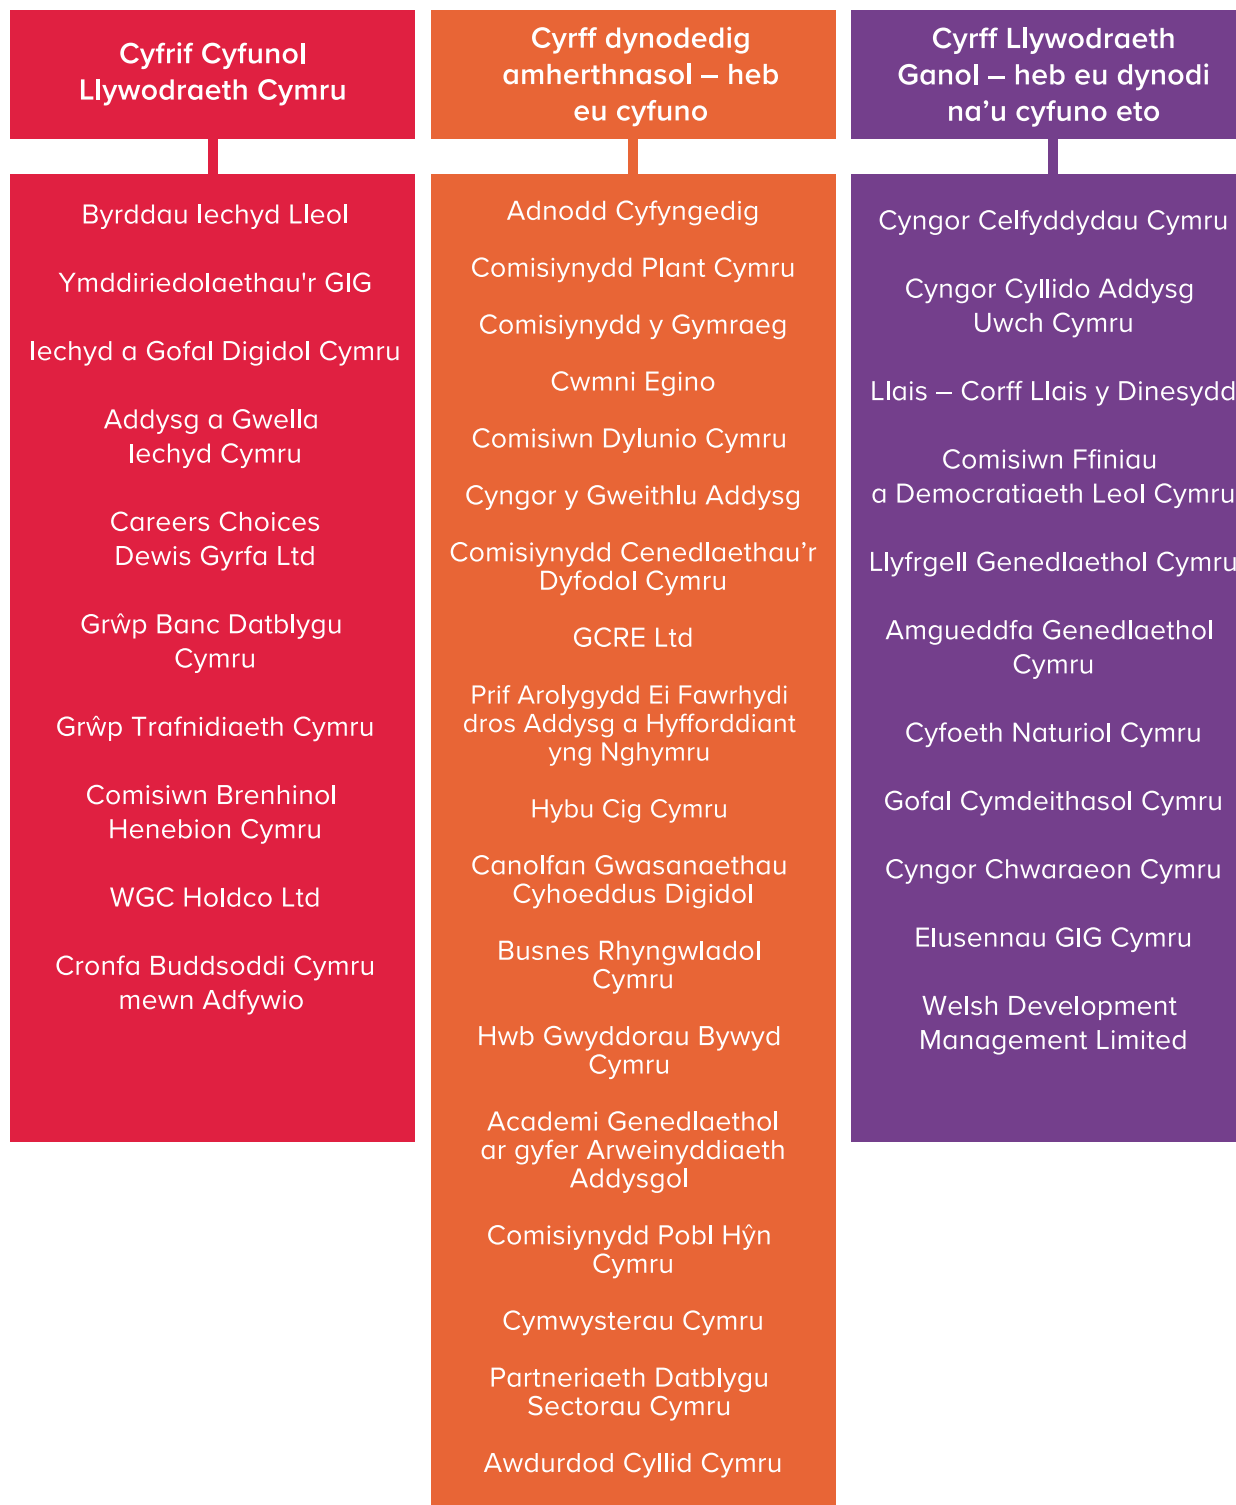 Cyfrif Cyfunol
Llywodraeth Cymru
Byrddau Iechyd Lleol
Ymddiriedolaethau'r GIG
Iechyd a Gofal Digidol Cymru
Addysg a Gwella
Iechyd Cymru
Careers Choices
Dewis Gyrfa Ltd
Grŵp Banc Datblygu
Cymru
Grŵp Trafnidiaeth Cymru
Comisiwn Brenhinol
Henebion Cymru
WGC Holdco Ltd
Cronfa Buddsoddi Cymru
mewn Adfywio
Cyrff dynodedig
amherthnasol – heb
eu cyfuno
Adnodd Cyfyngedig
Comisiynydd Plant Cymru
Comisiynydd y Gymraeg
Cwmni Egino
Comisiwn Dylunio Cymru
Cyngor y Gweithlu Addysg
Comisiynydd Cenedlaethau’r
Dyfodol Cymru
GCRE Ltd
Prif Arolygydd Ei Fawrhydi
dros Addysg a Hyfforddiant
yng Nghymru
Hybu Cig Cymru
Canolfan Gwasanaethau
Cyhoeddus Digidol
Busnes Rhyngwladol
Cymru
Hwb Gwyddorau Bywyd
Cymru
Academi Genedlaethol
ar gyfer Arweinyddiaeth
Addysgol
Comisiynydd Pobl Hŷn
Cymru
Cymwysterau Cymru
Partneriaeth Datblygu
Sectorau Cymru
Awdurdod Cyllid Cymru
Cyrff Llywodraeth
Ganol – heb eu dynodi
na’u cyfuno eto
Cyngor Celfyddydau Cymru
Cyngor Cyllido Addysg
Uwch Cymru
Llais – Corff Llais y Dinesydd
Comisiwn Ffiniau
a Democratiaeth Leol Cymru
Llyfrgell Genedlaethol Cymru
Amgueddfa Genedlaethol
Cymru
Cyfoeth Naturiol Cymru
Gofal Cymdeithasol Cymru
Cyngor Chwaraeon Cymru
Elusennau GIG Cymru
Welsh Development
Management Limited